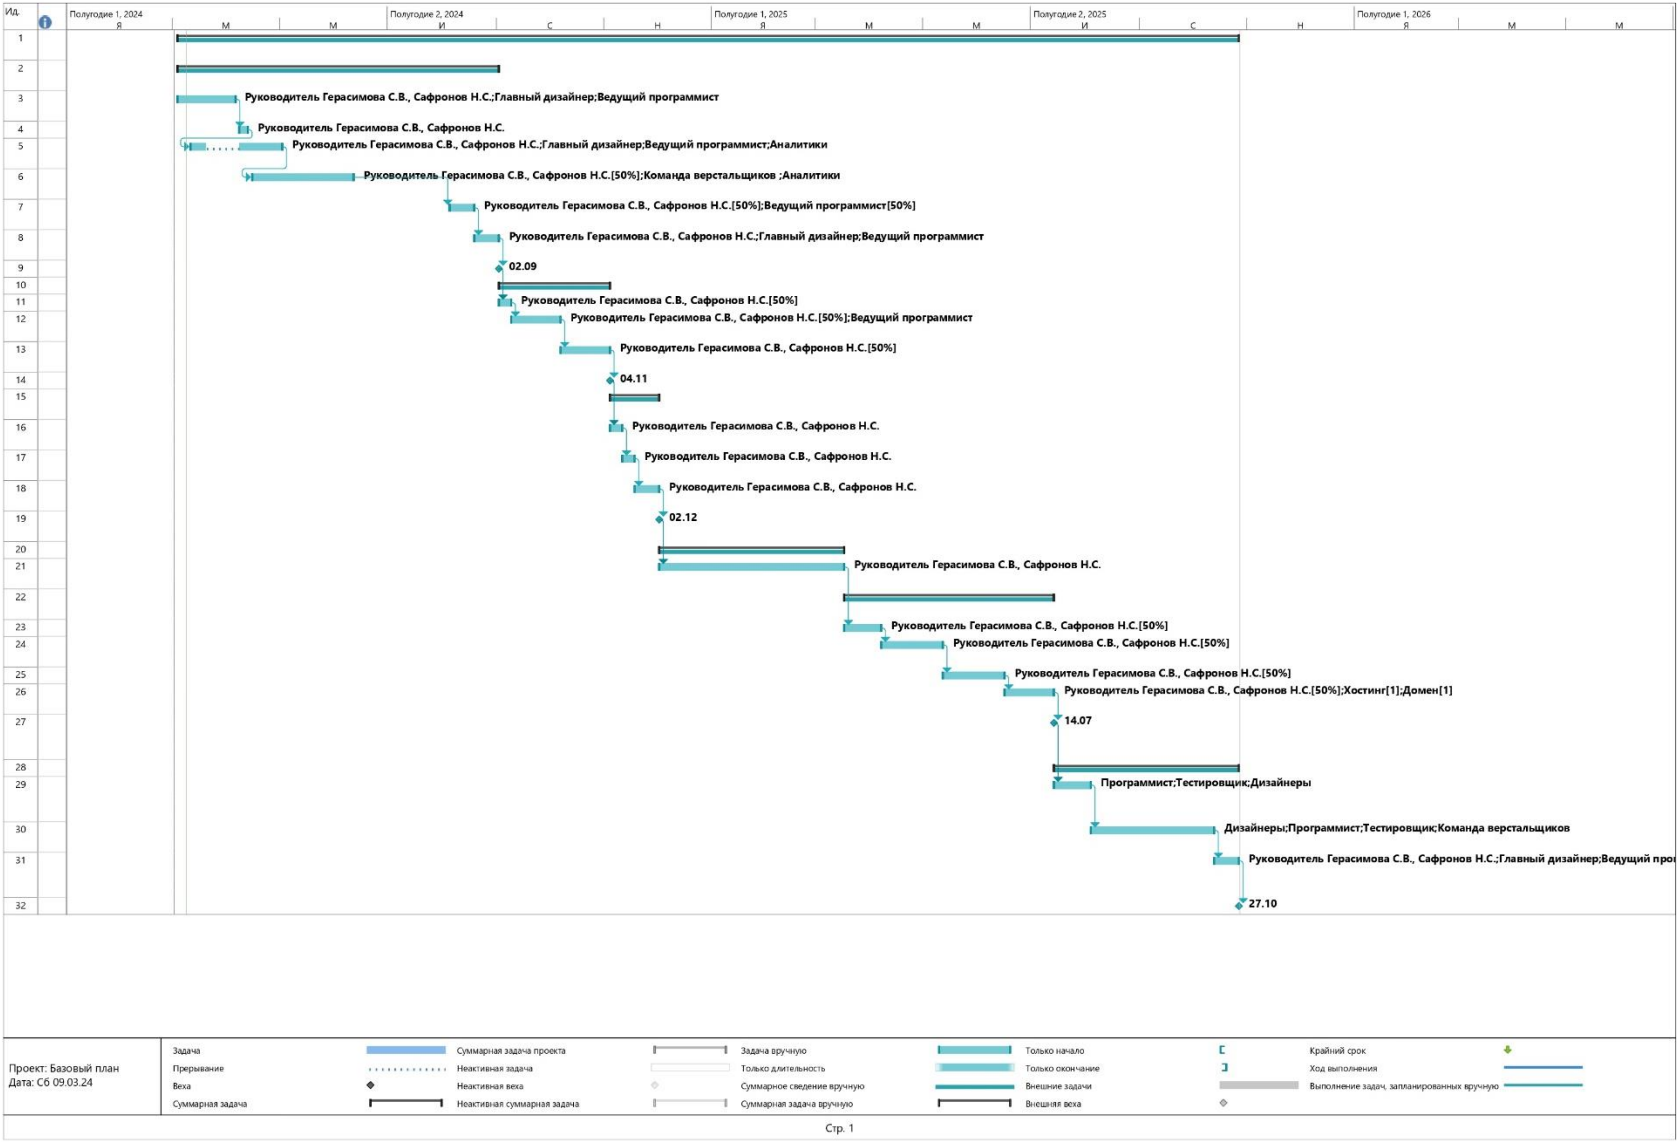 Ид.
Полугодие 1, 2024
Полугодие 2, 2024
Полугодие 1, 2025
Полугодие 2, 2025
Полугодие 1, 2026
Я М М И С Н Я М М И С Н Я М М
1
2
3 Руководитель Герасимова С.В., Сафронов Н.С.;Главный дизайнер;Ведущий программист
4 Руководитель Герасимова С.В., Сафронов Н.С.
5 Руководитель Герасимова С.В., Сафронов Н.С.;Главный дизайнер;Ведущий программист;Аналитики
6 Руководитель Герасимова С.В., Сафронов Н.С.[50%];Команда верстальщиков ;Аналитики
7 Руководитель Герасимова С.В., Сафронов Н.С.[50%];Ведущий программист[50%]
8 Руководитель Герасимова С.В., Сафронов Н.С.;Главный дизайнер;Ведущий программист
9 02.09
10
11 Руководитель Герасимова С.В., Сафронов Н.С.[50%]
12 Руководитель Герасимова С.В., Сафронов Н.С.[50%];Ведущий программист
13 Руководитель Герасимова С.В., Сафронов Н.С.[50%]
14 04.11
15
16 Руководитель Герасимова С.В., Сафронов Н.С.
17 Руководитель Герасимова С.В., Сафронов Н.С.
18 Руководитель Герасимова С.В., Сафронов Н.С.
19 02.12
20
21 Руководитель Герасимова С.В., Сафронов Н.С.
22
23 Руководитель Герасимова С.В., Сафронов Н.С.[50%]
24 Руководитель Герасимова С.В., Сафронов Н.С.[50%]
25 Руководитель Герасимова С.В., Сафронов Н.С.[50%]
26 Руководитель Герасимова С.В., Сафронов Н.С.[50%];Хостинг[1];Домен[1]
27 14.07
28
29 Программист;Тестировщик;Дизайнеры
30 Дизайнеры;Программист;Тестировщик;Команда верстальщиков
31 Руководитель Герасимова С.В., Сафронов Н.С.;Главный дизайнер;Ведущий про
32 27.10
Проект: Базовый план
Дата: Сб 09.03.24
Задача
Прерывание
Веха
Суммарная задача
Суммарная задача проекта
Неактивная задача
Неактивная веха
Неактивная суммарная задача
Задача вручную
Только длительность
Суммарное сведение вручную
Суммарная задача вручную
Только начало
Только окончание
Внешние задачи
Внешняя веха
Крайний срок
Ход выполнения
Выполнение задач, запланированных вручную
Стр. 1